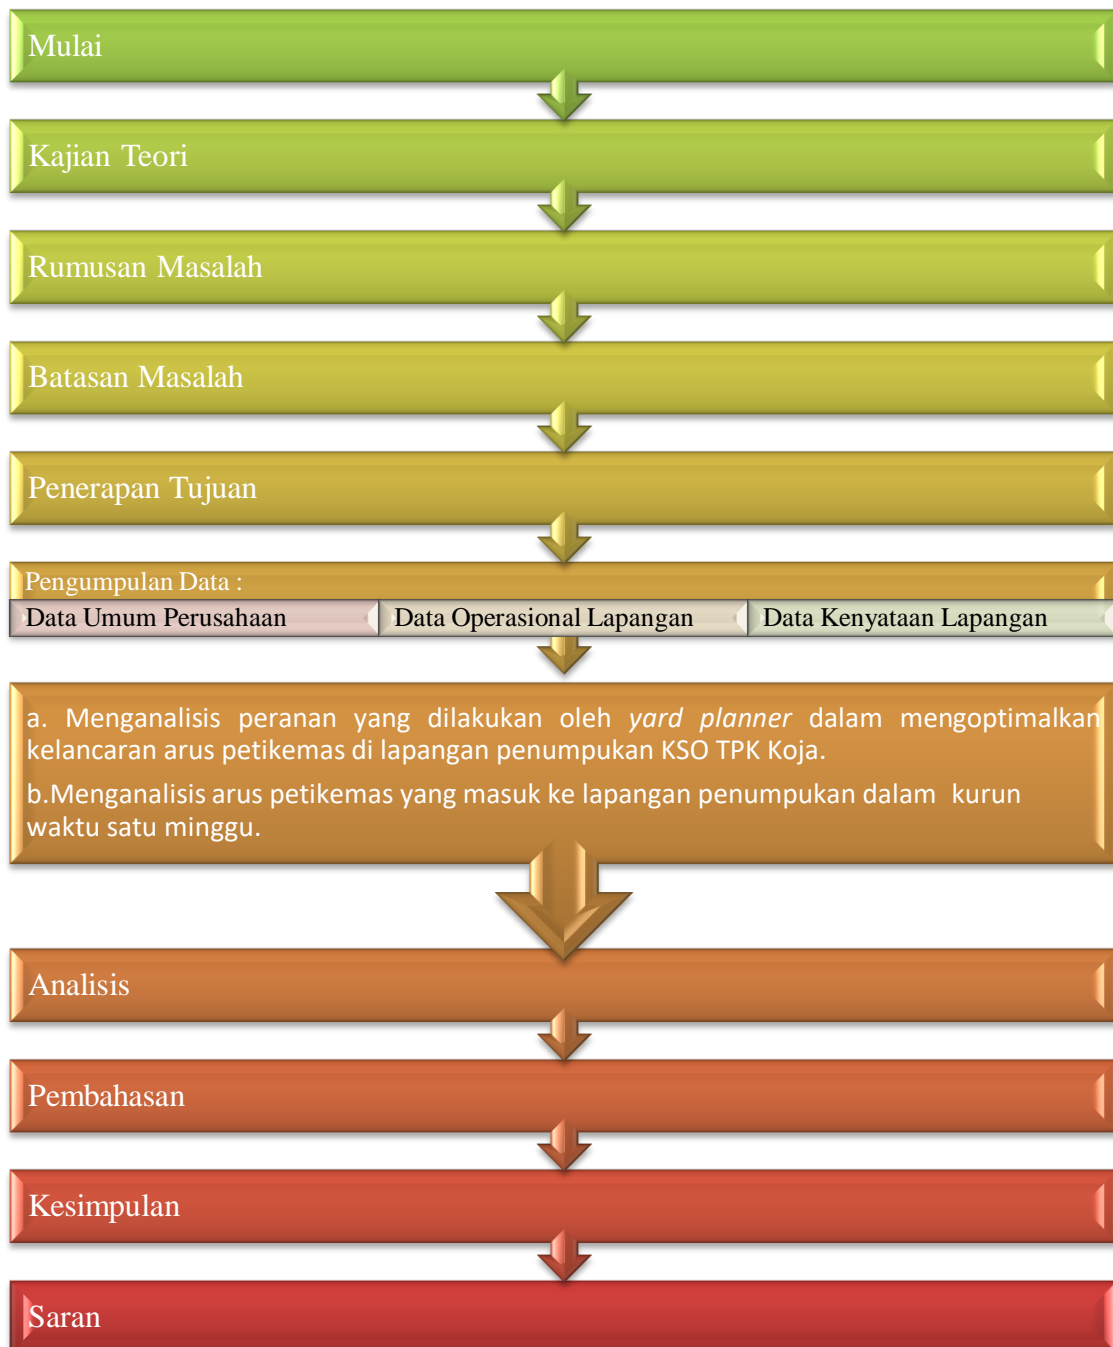 Mulai
Kajian Teori
Rumusan Masalah
Batasan Masalah
Penerapan Tujuan
Pengumpulan Data :
Data Umum Perusahaan
Data Operasional Lapangan
Data Kenyataan Lapangan
a. Menganalisis peranan yang dilakukan oleh yard planner dalam mengoptimalkan
kelancaran arus petikemas di lapangan penumpukan KSO TPK Koja.
b.Menganalisis arus petikemas yang masuk ke lapangan penumpukan dalam kurun
waktu satu minggu.
Analisis
Pembahasan
Kesimpulan
Saran